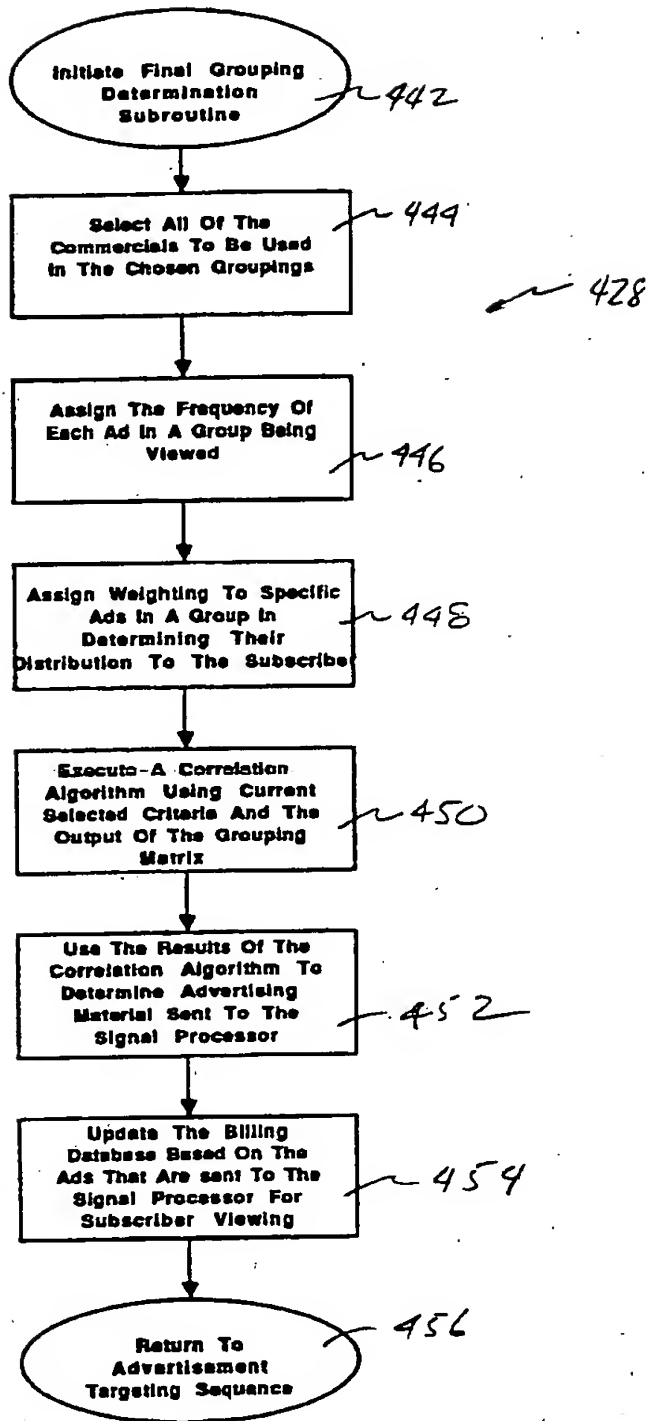 Initiate Final Grouping
Determination
Subroutine
442
Select All Of The
Commercials To Be Used
In The Chosen Groupings
444
428
Assign The Frequency Of
Each Ad In A Group Being
Viewed
446
Assign Weighting To Specific
Ads In A Group In
Determining Their
Distribution To The Subscribe
448
Execute-A Correlation
Algorithm Using Current
Selected Criteria And The
Output Of The Grouping
Matrix
450
Use The Results Of The
Correlation Algorithm To
Determine Advertising
Material Sent To The
Signal Processor
452
Update The Billing
Database Based On The
Ads That Are sent To The
Signal Processor For
Subscriber Viewing
454
Return To
Advertisement
Targeting Sequence
456